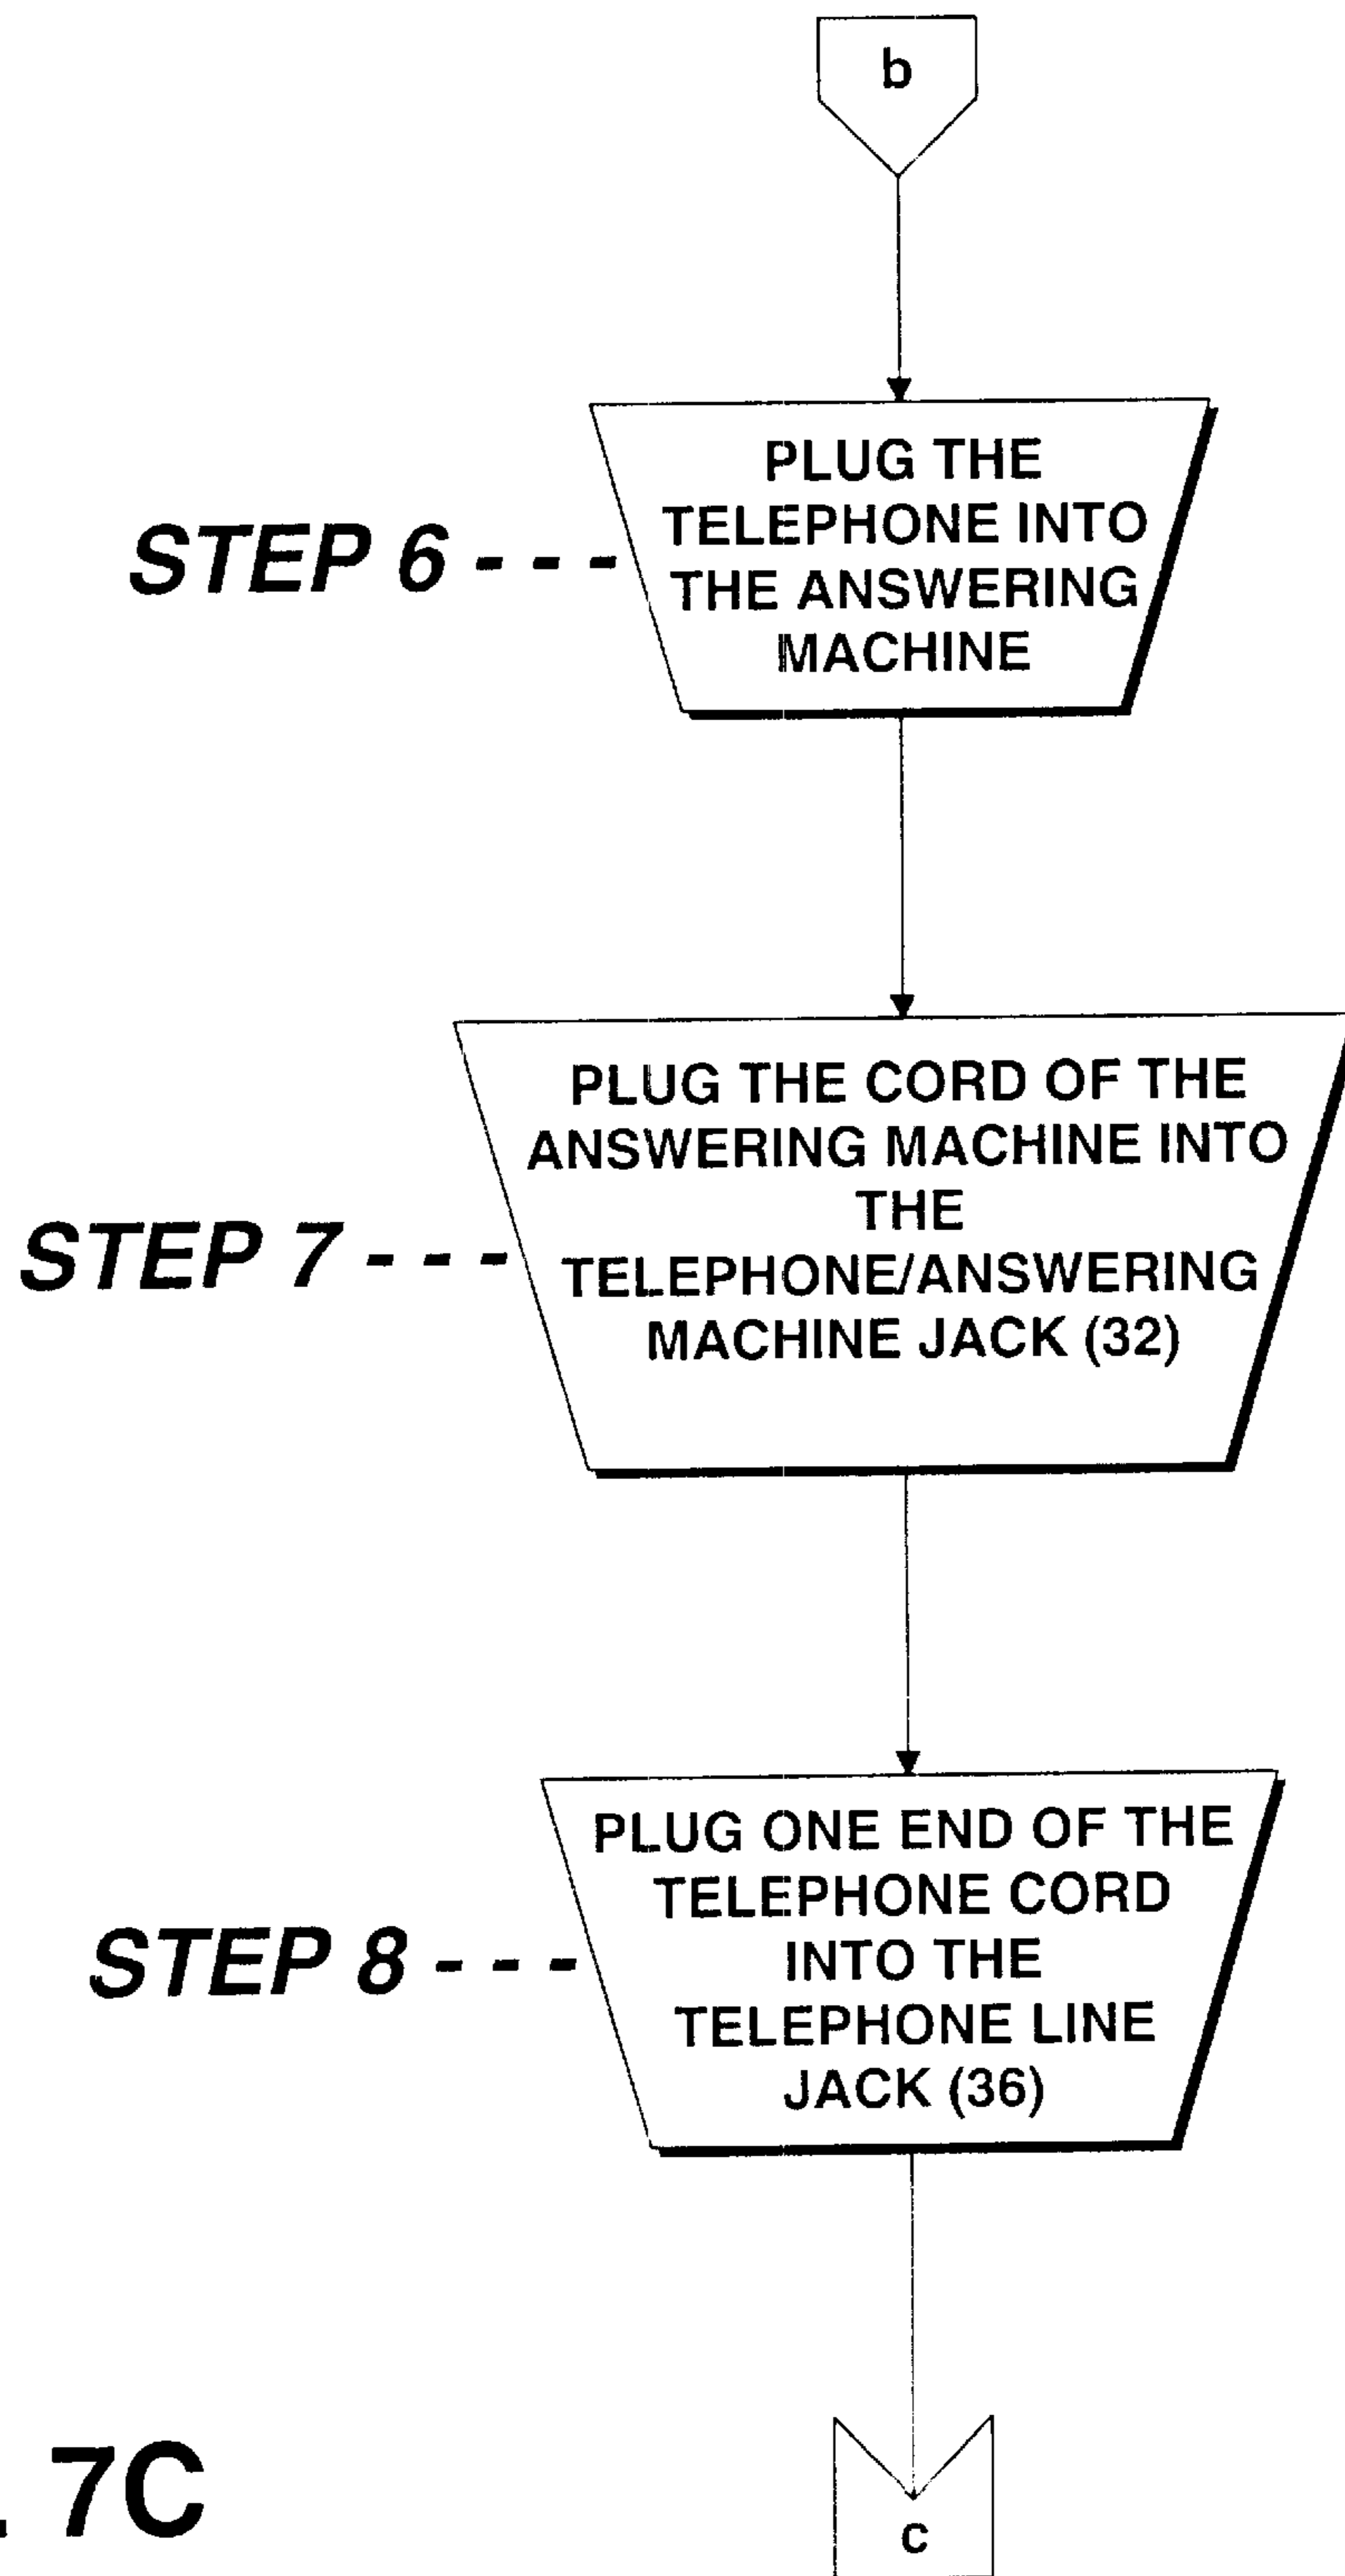 b
STEP 6 - - -
PLUG THE
TELEPHONE INTO
THE ANSWERING
MACHINE
STEP 7 - - -
PLUG THE CORD OF THE
ANSWERING MACHINE INTO
THE
TELEPHONE/ANSWERING
MACHINE JACK (32)
STEP 8 - - -
PLUG ONE END OF THE
TELEPHONE CORD
INTO THE
TELEPHONE LINE
JACK (36)
. 7C
c